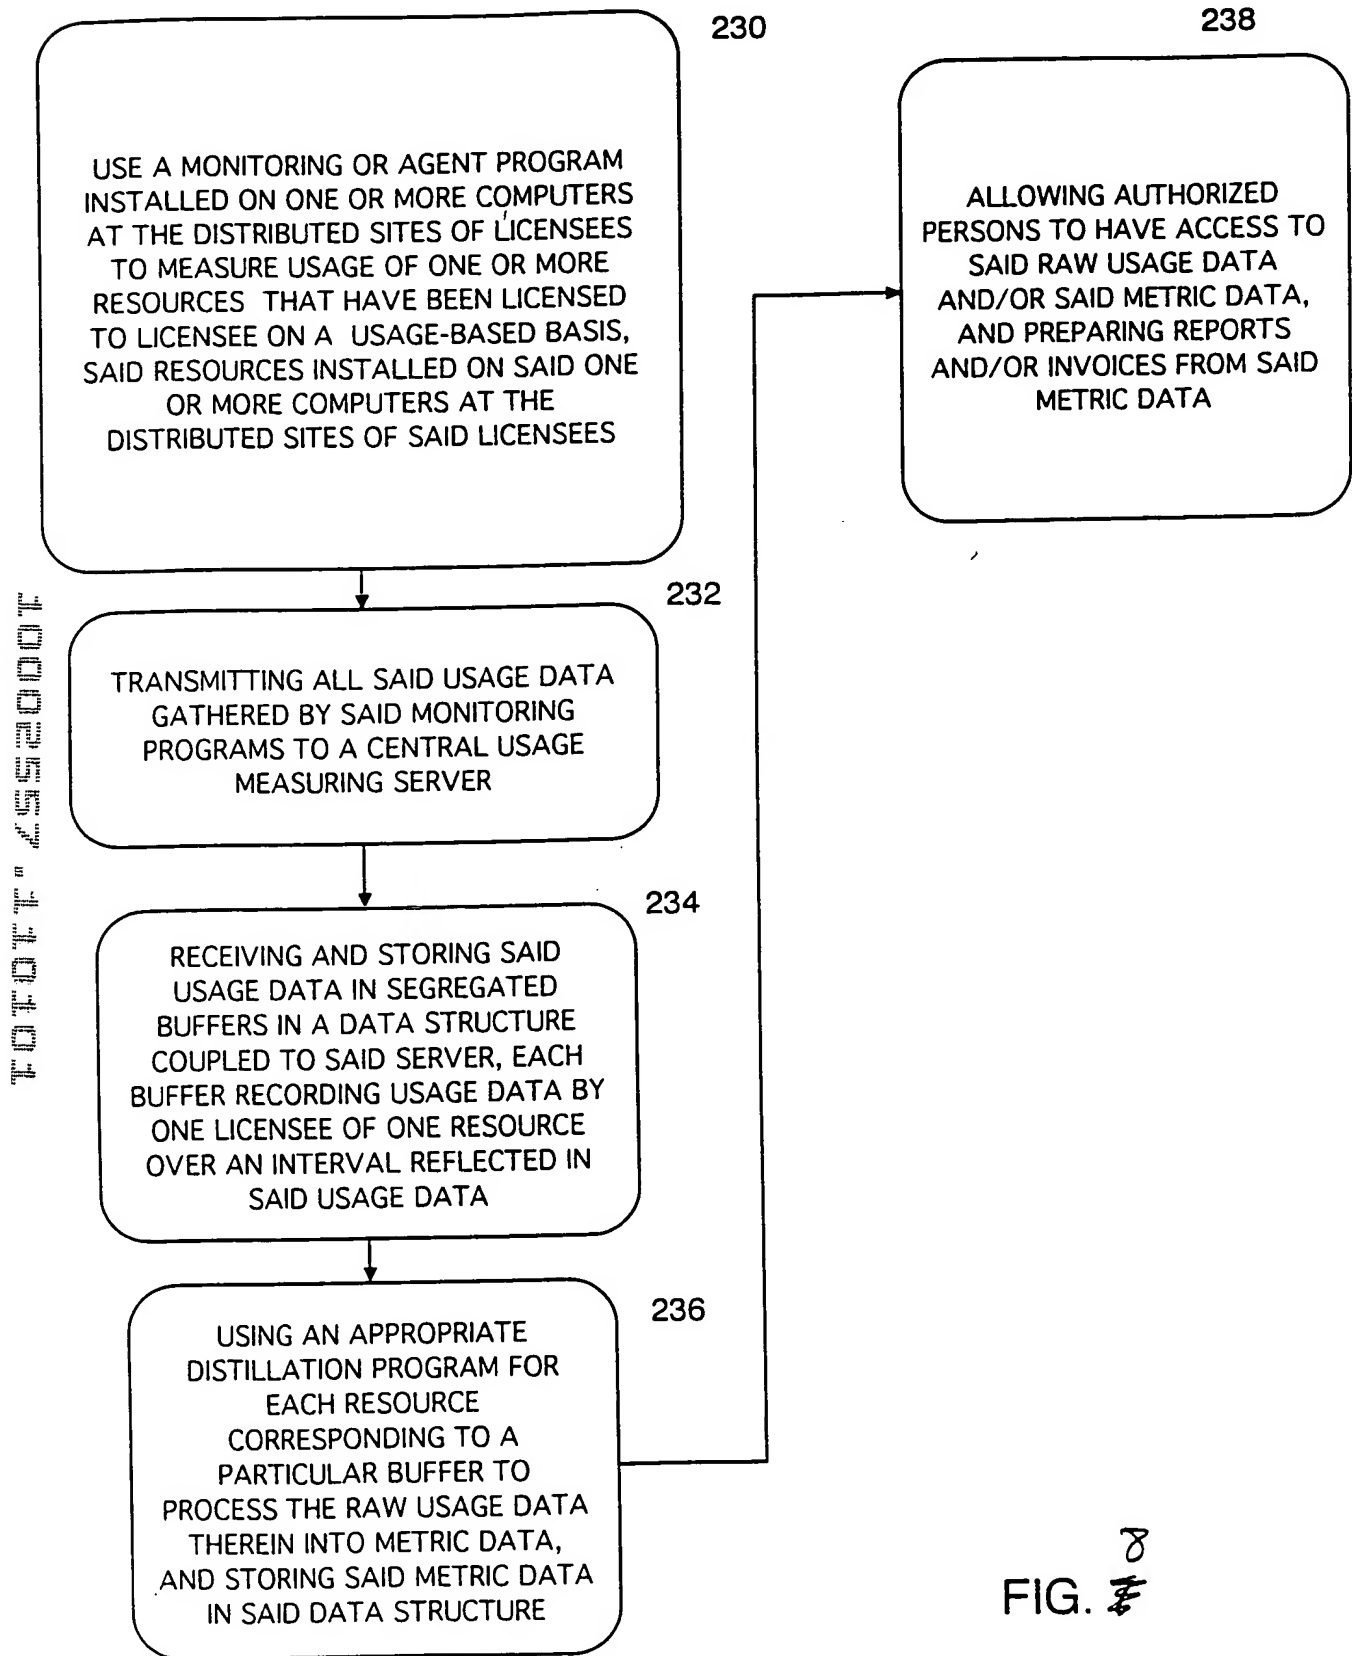 230
USE A MONITORING OR AGENT PROGRAM
INSTALLED ON ONE OR MORE COMPUTERS
AT THE DISTRIBUTED SITES OF LICENSEES
TO MEASURE USAGE OF ONE OR MORE
RESOURCES THAT HAVE BEEN LICENSED
TO LICENSEE ON A USAGE-BASED BASIS,
SAID RESOURCES INSTALLED ON SAID ONE
OR MORE COMPUTERS AT THE
DISTRIBUTED SITES OF SAID LICENSEES
232
TRANSMITTING ALL SAID USAGE DATA
GATHERED BY SAID MONITORING
PROGRAMS TO A CENTRAL USAGE
MEASURING SERVER
234
RECEIVING AND STORING SAID
USAGE DATA IN SEGREGATED
BUFFERS IN A DATA STRUCTURE
COUPLED TO SAID SERVER, EACH
BUFFER RECORDING USAGE DATA BY
ONE LICENSEE OF ONE RESOURCE
OVER AN INTERVAL REFLECTED IN
SAID USAGE DATA
236
USING AN APPROPRIATE
DISTILLATION PROGRAM FOR
EACH RESOURCE
CORRESPONDING TO A
PARTICULAR BUFFER TO
PROCESS THE RAW USAGE DATA
THEREIN INTO METRIC DATA,
AND STORING SAID METRIC DATA
IN SAID DATA STRUCTURE
238
ALLOWING AUTHORIZED
PERSONS TO HAVE ACCESS TO
SAID RAW USAGE DATA
AND/OR SAID METRIC DATA,
AND PREPARING REPORTS
AND/OR INVOICES FROM SAID
METRIC DATA
10002557.110101
8
FIG.